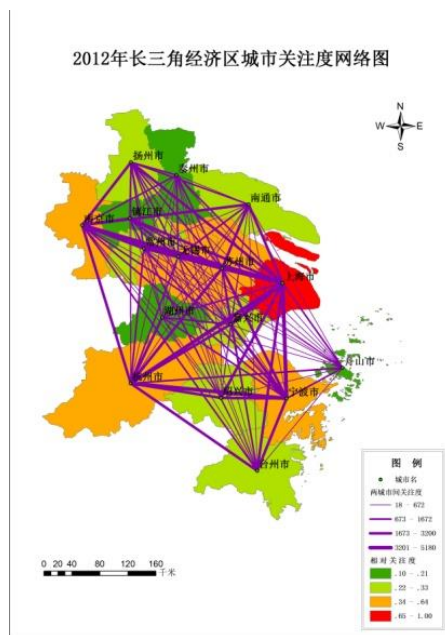 2012年长三角经济区城市关注度网络图
N
W E
S
扬州市
泰州市
南通市
镇江市
南京市
常州市
无锡市
苏州市
上海市
湖州市
嘉兴市
舟山市
杭州市
绍兴市
宁波市
台州市
图 例
城市名
两城市间关注度
18 - 672
673 - 1672
1673 - 3200
3201 - 5180
相对关注度
.10 - .21
.22 - .33
.34 - .64
.65 - 1.00
0 20 40 80 120 160
千米